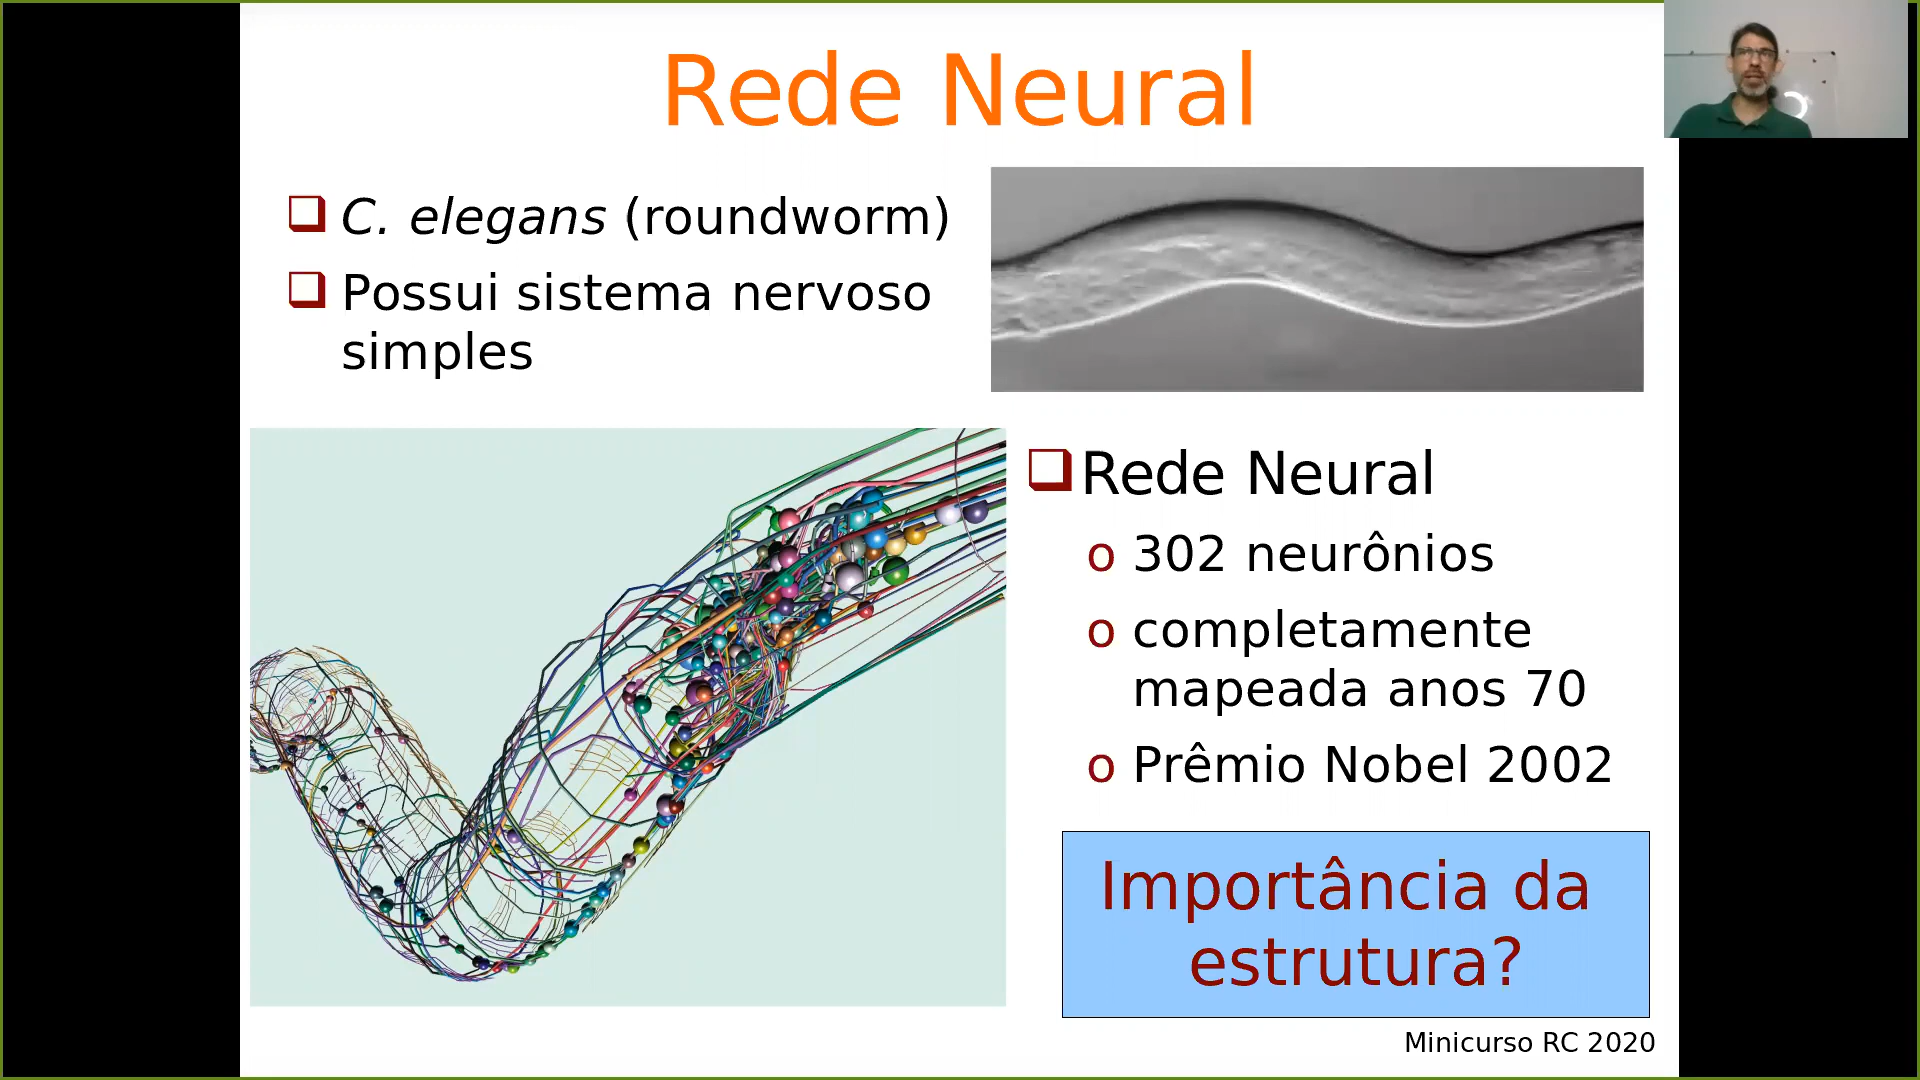 Rede Neural
C. elegans (roundworm)
Possui sistema nervoso
simples
Rede Neural
o 302 neurônios
o completamente
mapeada anos 70
o Prêmio Nobel 2002
Importância da
estrutura?
Minicurso RC 2020